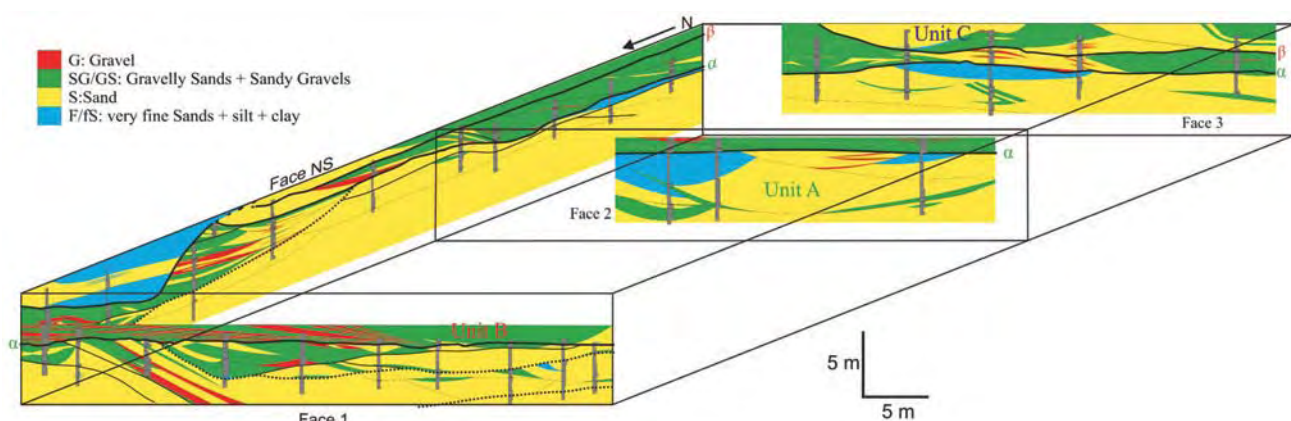 N
G: Gravel
SG/GS: Gravelly Sands + Sandy Gravels
S:Sand
F/fS: very fine Sands + silt + clay
β
α
Unit C
β
α
Face 3
Face NS
α
Unit A
Face 2
Unit B
α
5 m
5 m
Face 1